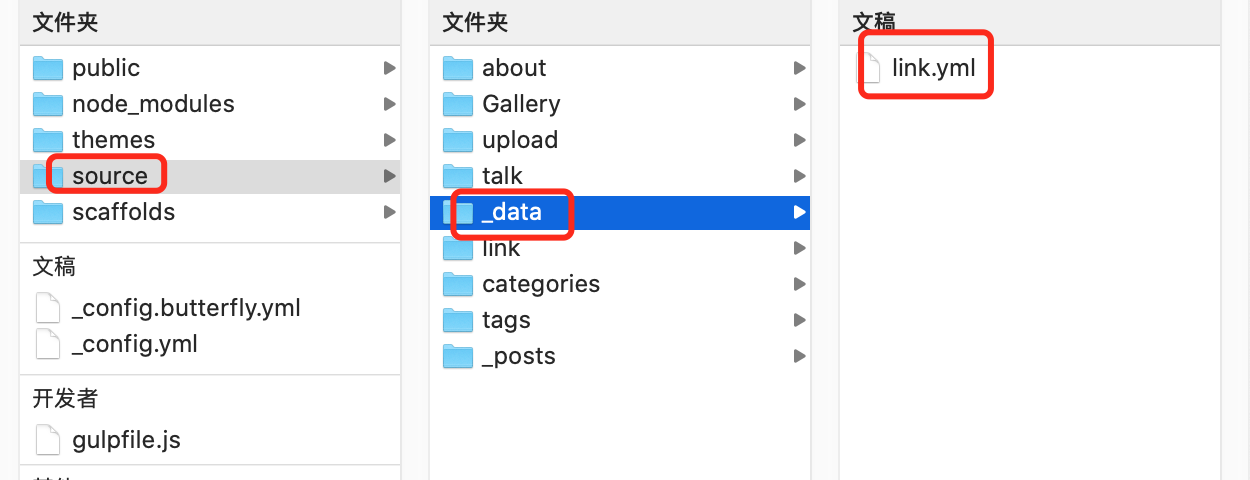 文件夹
public
node_modules
themes
source
scaffolds
文稿
_config.butterfly.yml
_config.yml
开发者
gulpfile.js
文件夹
about
Gallery
upload
talk
_data
link
categories
tags
_posts
文稿
link.yml